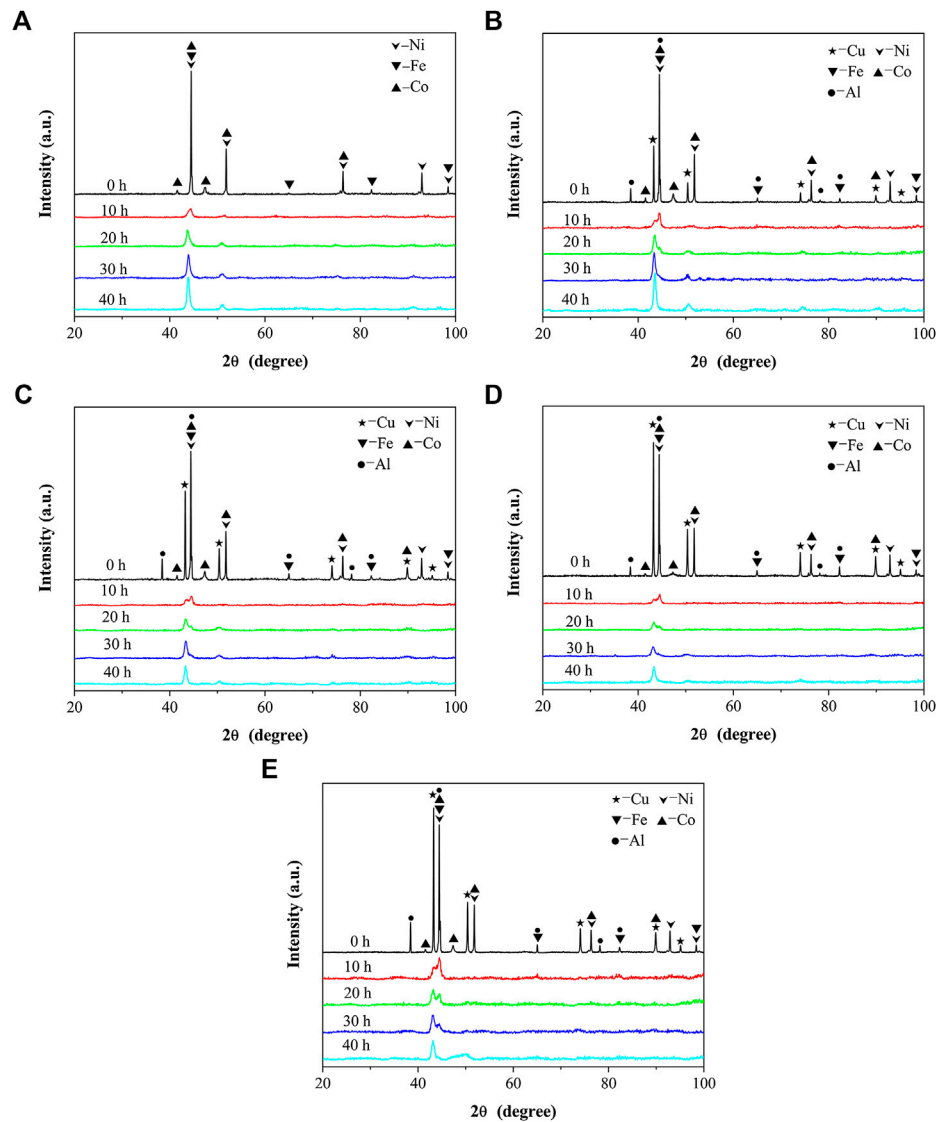 A
Intensity (a.u.)
–Ni
–Fe
–Co
0 h
10 h
20 h
30 h
40 h
20 40 60 80 100
2θ (degree)
B
Intensity (a.u.)
–Cu –Ni
–Fe –Co
–Al
0 h
10 h
20 h
30 h
40 h
20 40 60 80 100
2θ (degree)
C
Intensity (a.u.)
–Cu –Ni
–Fe –Co
–Al
0 h
10 h
20 h
30 h
40 h
20 40 60 80 100
2θ (degree)
D
Intensity (a.u.)
–Cu –Ni
–Fe –Co
–Al
0 h
10 h
20 h
30 h
40 h
20 40 60 80 100
2θ (degree)
E
Intensity (a.u.)
–Cu –Ni
–Fe –Co
–Al
0 h
10 h
20 h
30 h
40 h
20 40 60 80 100
2θ (degree)